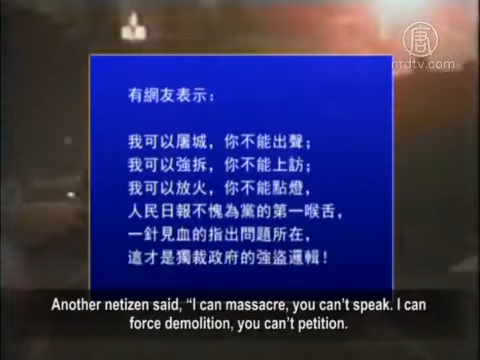 唐
ntdtv.com
有網友表示：
我可以屠城，你不能出聲；
我可以強拆，你不能上訪；
我可以放火，你不能點燈，
人民日報不愧為黨的第一喉舌，
一針見血的指出問題所在，
這才是獨裁政府的強盜邏輯！
Another netizen said, “I can massacre, you can’t speak. I can
force demolition, you can’t petition.